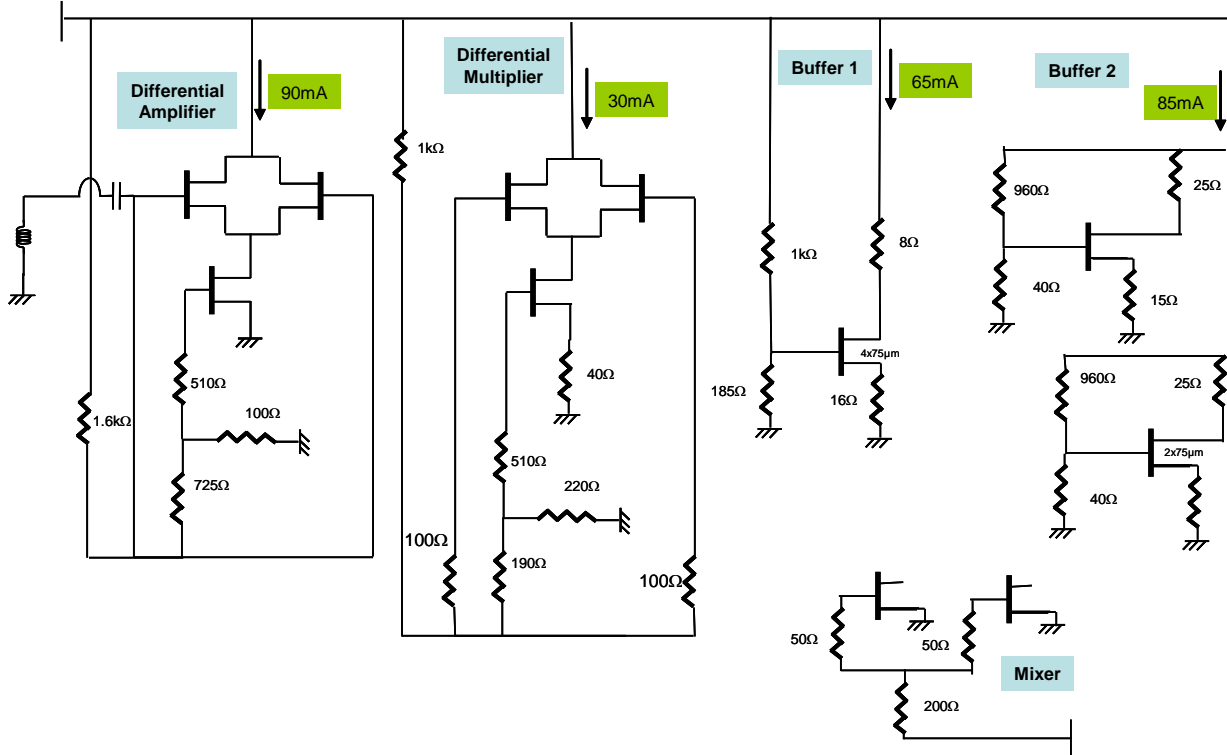 Differential
Amplifier
90mA
Differential
Multiplier
30mA
Buffer 1
65mA
Buffer 2
85mA
1kΩ
1kΩ
8Ω
960Ω
25Ω
40Ω
15Ω
510Ω
100Ω
1.6kΩ
725Ω
40Ω
510Ω
220Ω
100Ω
190Ω
100Ω
4x75µm
185Ω
16Ω
960Ω
25Ω
2x75µm
40Ω
50Ω
50Ω
Mixer
200Ω